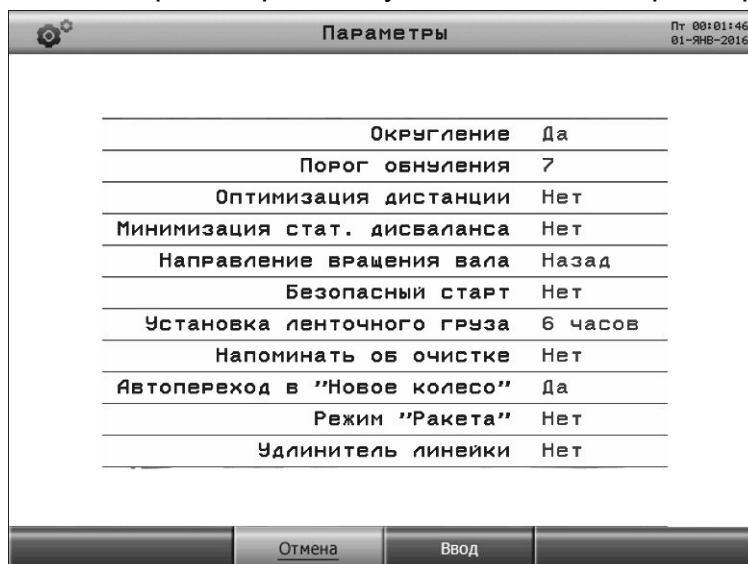 Параметры
Пт 00:01:46
01-ЯНВ-2016
Округление Да
Порог обнуления 7
Оптимизация дистанции Нет
Минимизация стат. дисбаланса Нет
Направление вращения вала Назад
Безопасный старт Нет
Установка ленточного груза 6 часов
Напоминать об очистке Нет
Автопереход в "Новое колесо" Да
Режим "Ракета" Нет
Удлинитель линейки Нет
Отмена Ввод